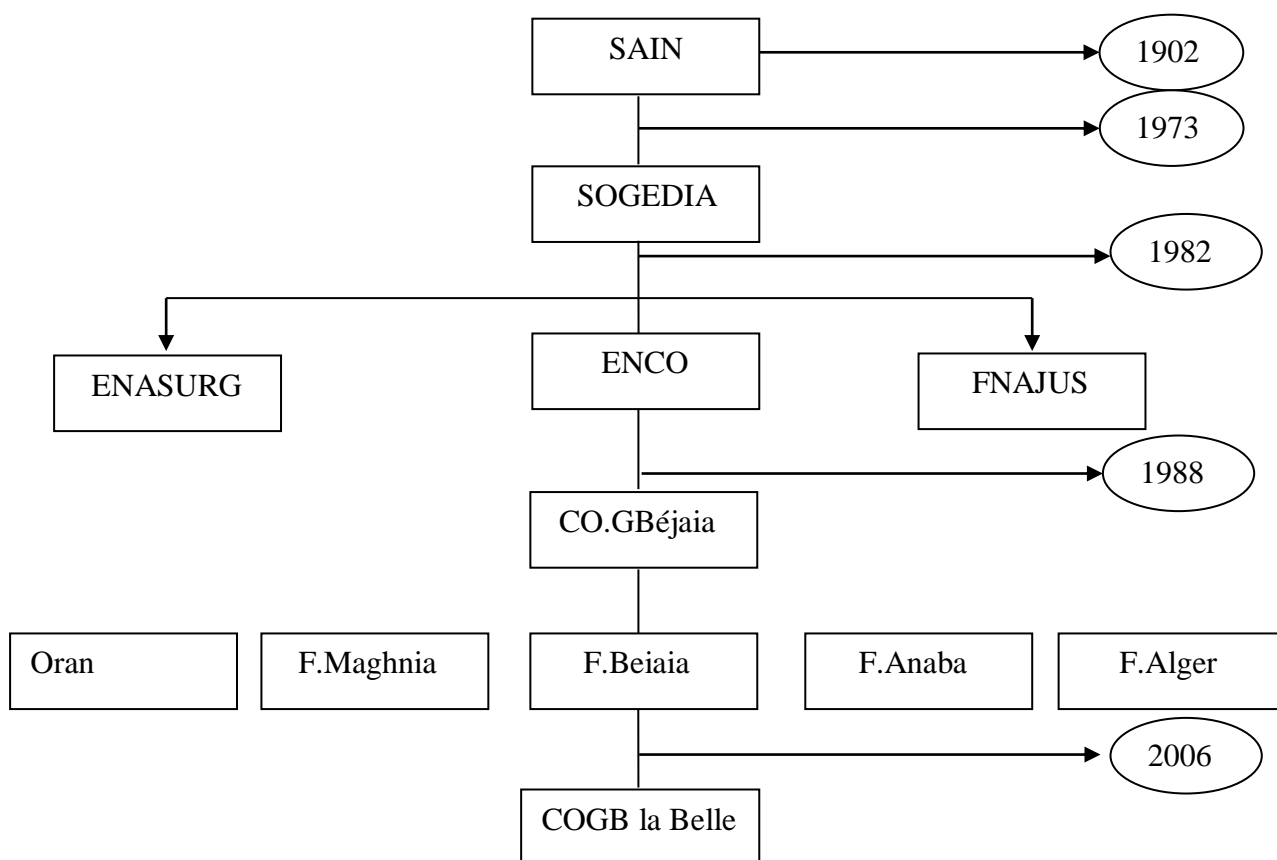 SAIN
1902
1973
SOGEDIA
1982
ENASURG
ENCO
FNAJUS
1988
CO.GBéjaia
Oran
F.Maghnia
F.Beiaia
F.Anaba
F.Alger
2006
COGB la Belle